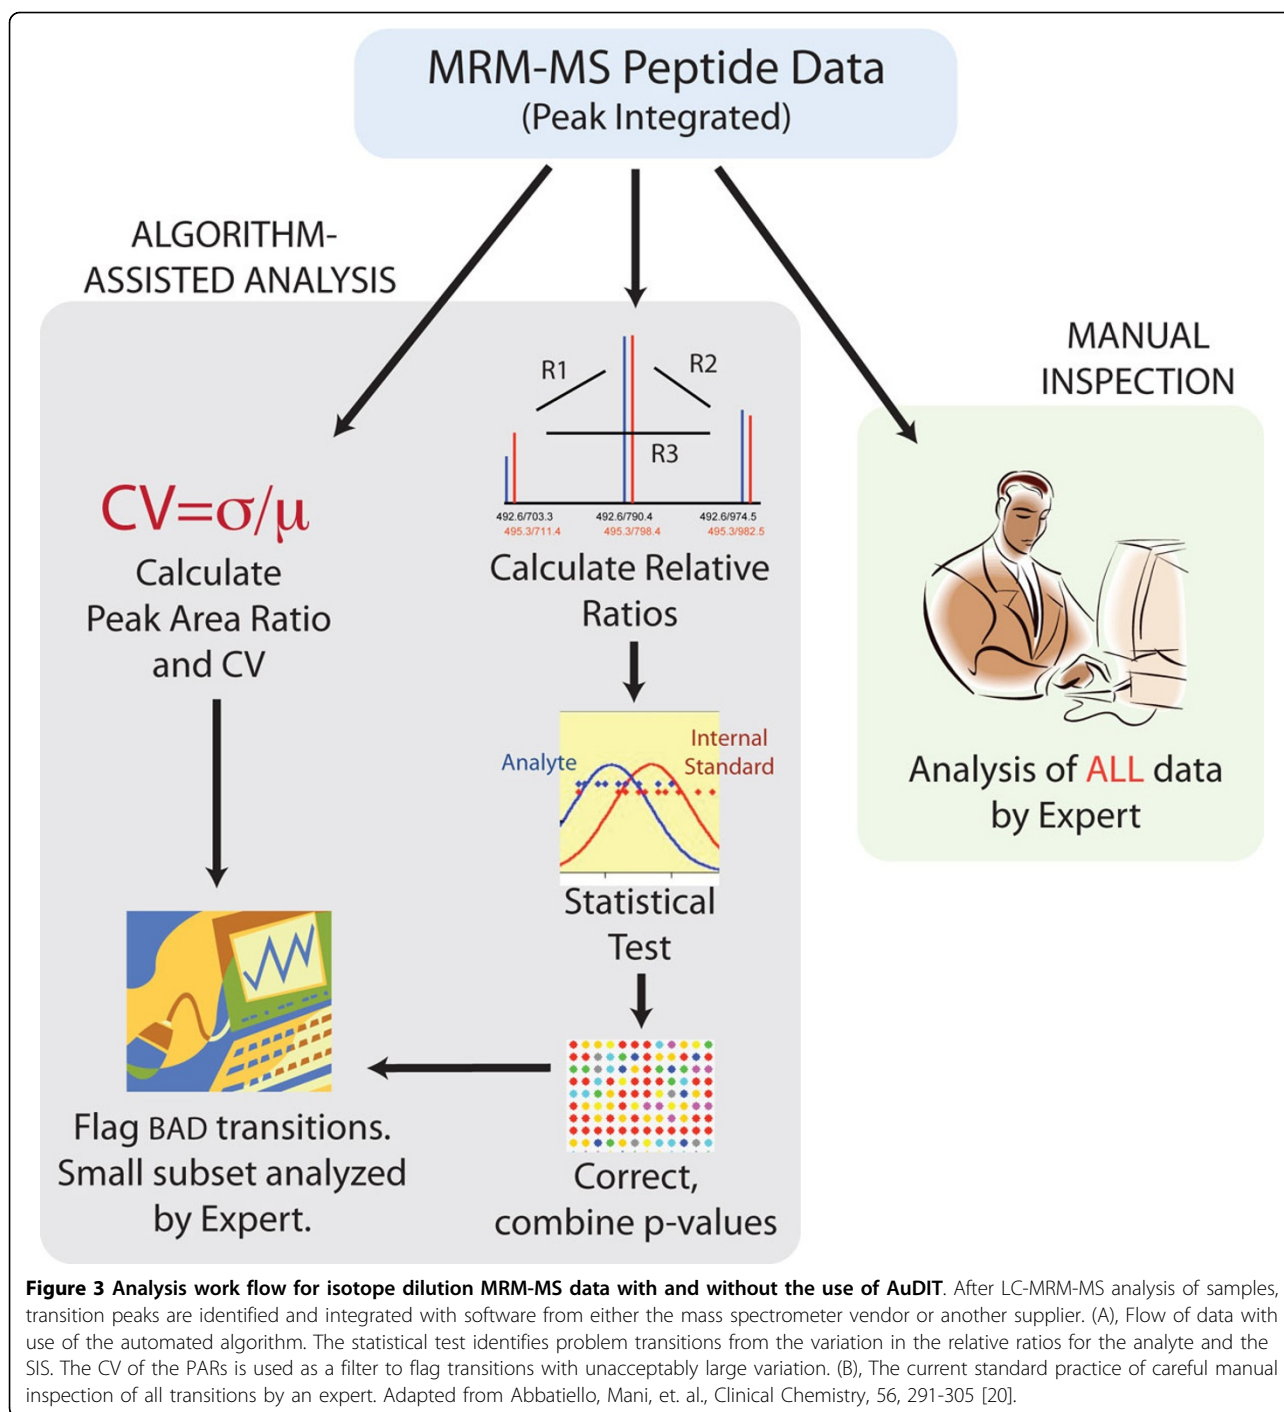 MRM-MS Peptide Data
(Peak Integrated)
ALGORITHM-
ASSISTED ANALYSIS
MANUAL
INSPECTION
R1
R2
R3
492.6/703.3
492.6/790.4
492.6/974.5
495.3/711.4
495.3/798.4
495.3/982.5
CV=σ/μ
Calculate
Peak Area Ratio
and CV
Calculate Relative
Ratios
Analyte
Internal
Standard
Statistical
Test
Analysis of ALL data
by Expert
Flag BAD transitions.
Small subset analyzed
by Expert.
Correct,
combine p-values
Figure 3 Analysis work flow for isotope dilution MRM-MS data with and without the use of AuDIT. After LC-MRM-MS analysis of samples,
transition peaks are identified and integrated with software from either the mass spectrometer vendor or another supplier. (A), Flow of data with
use of the automated algorithm. The statistical test identifies problem transitions from the variation in the relative ratios for the analyte and the
SIS. The CV of the PARs is used as a filter to flag transitions with unacceptably large variation. (B), The current standard practice of careful manual
inspection of all transitions by an expert. Adapted from Abbatiello, Mani, et. al., Clinical Chemistry, 56, 291-305 [20].